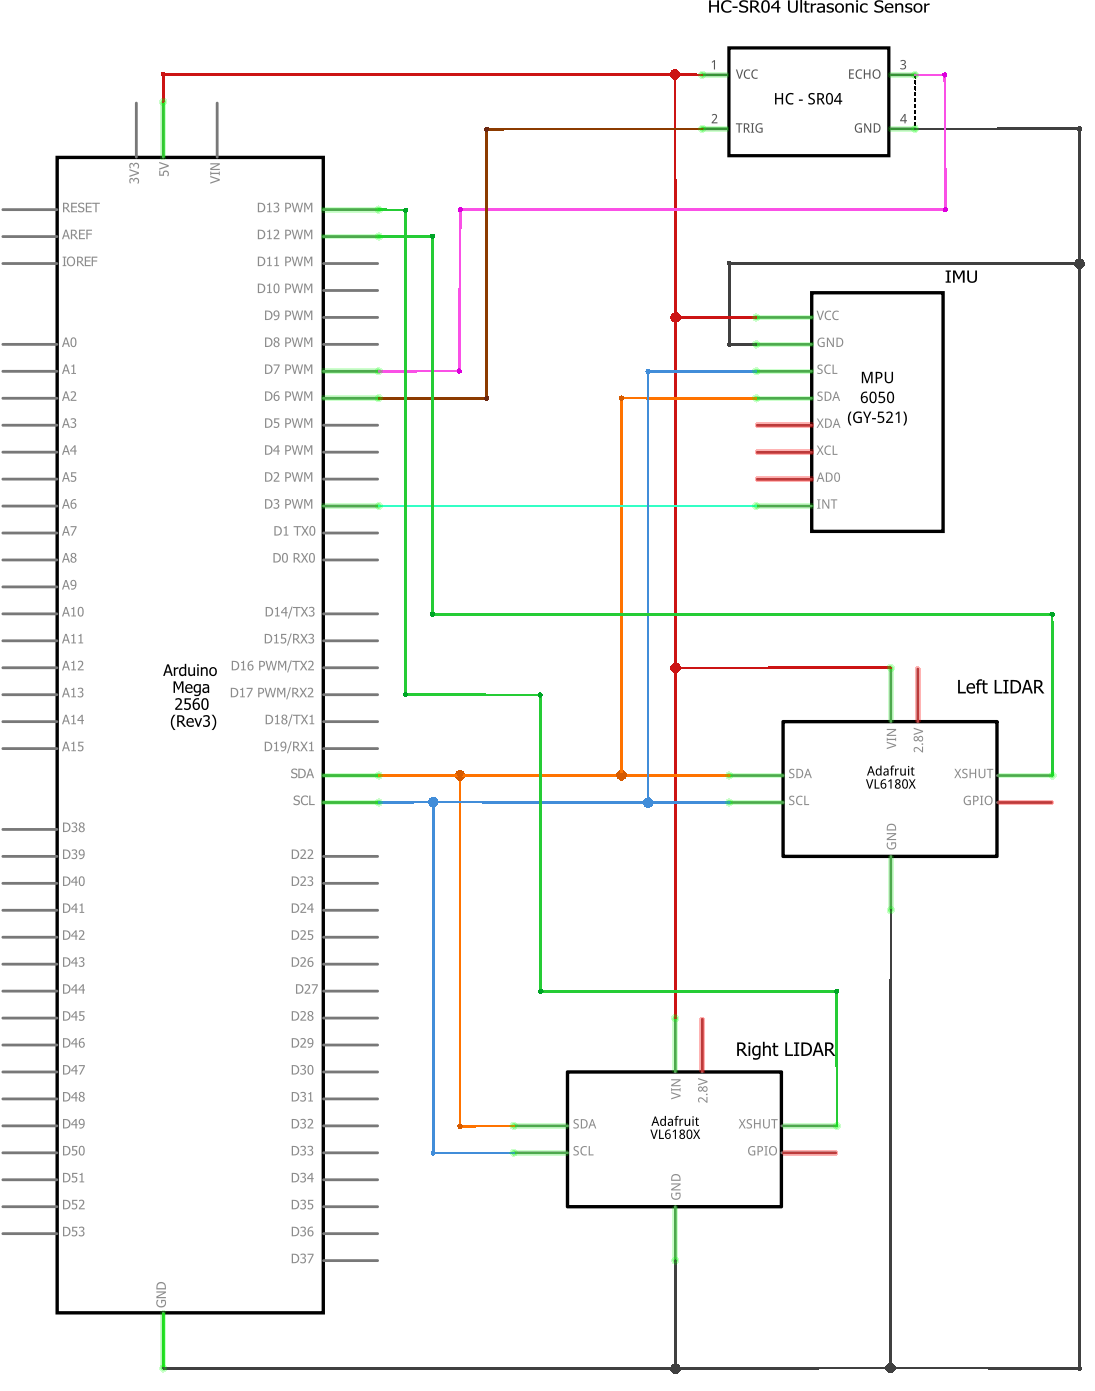 HC-SR04 Ultrasonic Sensor
1
VCC
ECHO
3
HC - SR04
2
TRIG
GND
4
3V3
5V
VIN
RESET
D13 PWM
AREF
D12 PWM
IOREF
D11 PWM
D10 PWM
D9 PWM
A0
D8 PWM
A1
D7 PWM
A2
D6 PWM
A3
D5 PWM
A4
D4 PWM
A5
D2 PWM
A6
D3 PWM
A7
D1 TX0
A8
D0 RX0
A9
A10
D14/TX3
A11
D15/RX3
A12
D16 PWM/TX2
A13
D17 PWM/RX2
A14
D18/TX1
A15
D19/RX1
Arduino
Mega
2560
(Rev3)
SDA
SCL
D38
D39
D22
D40
D23
D41
D24
D42
D25
D43
D26
D44
D27
D45
D28
D46
D29
D47
D30
D48
D31
D49
D32
D50
D33
D51
D34
D52
D35
D53
D36
D37
GND
IMU
VCC
GND
SCL
SDA
XDA
XCL
AD0
INT
MPU
6050
(GY-521)
Left LIDAR
VIN
2.8V
Adafruit
VL6180X
SDA
XSHUT
SCL
GPIO
GND
Right LIDAR
VIN
2.8V
Adafruit
VL6180X
SDA
XSHUT
SCL
GPIO
GND